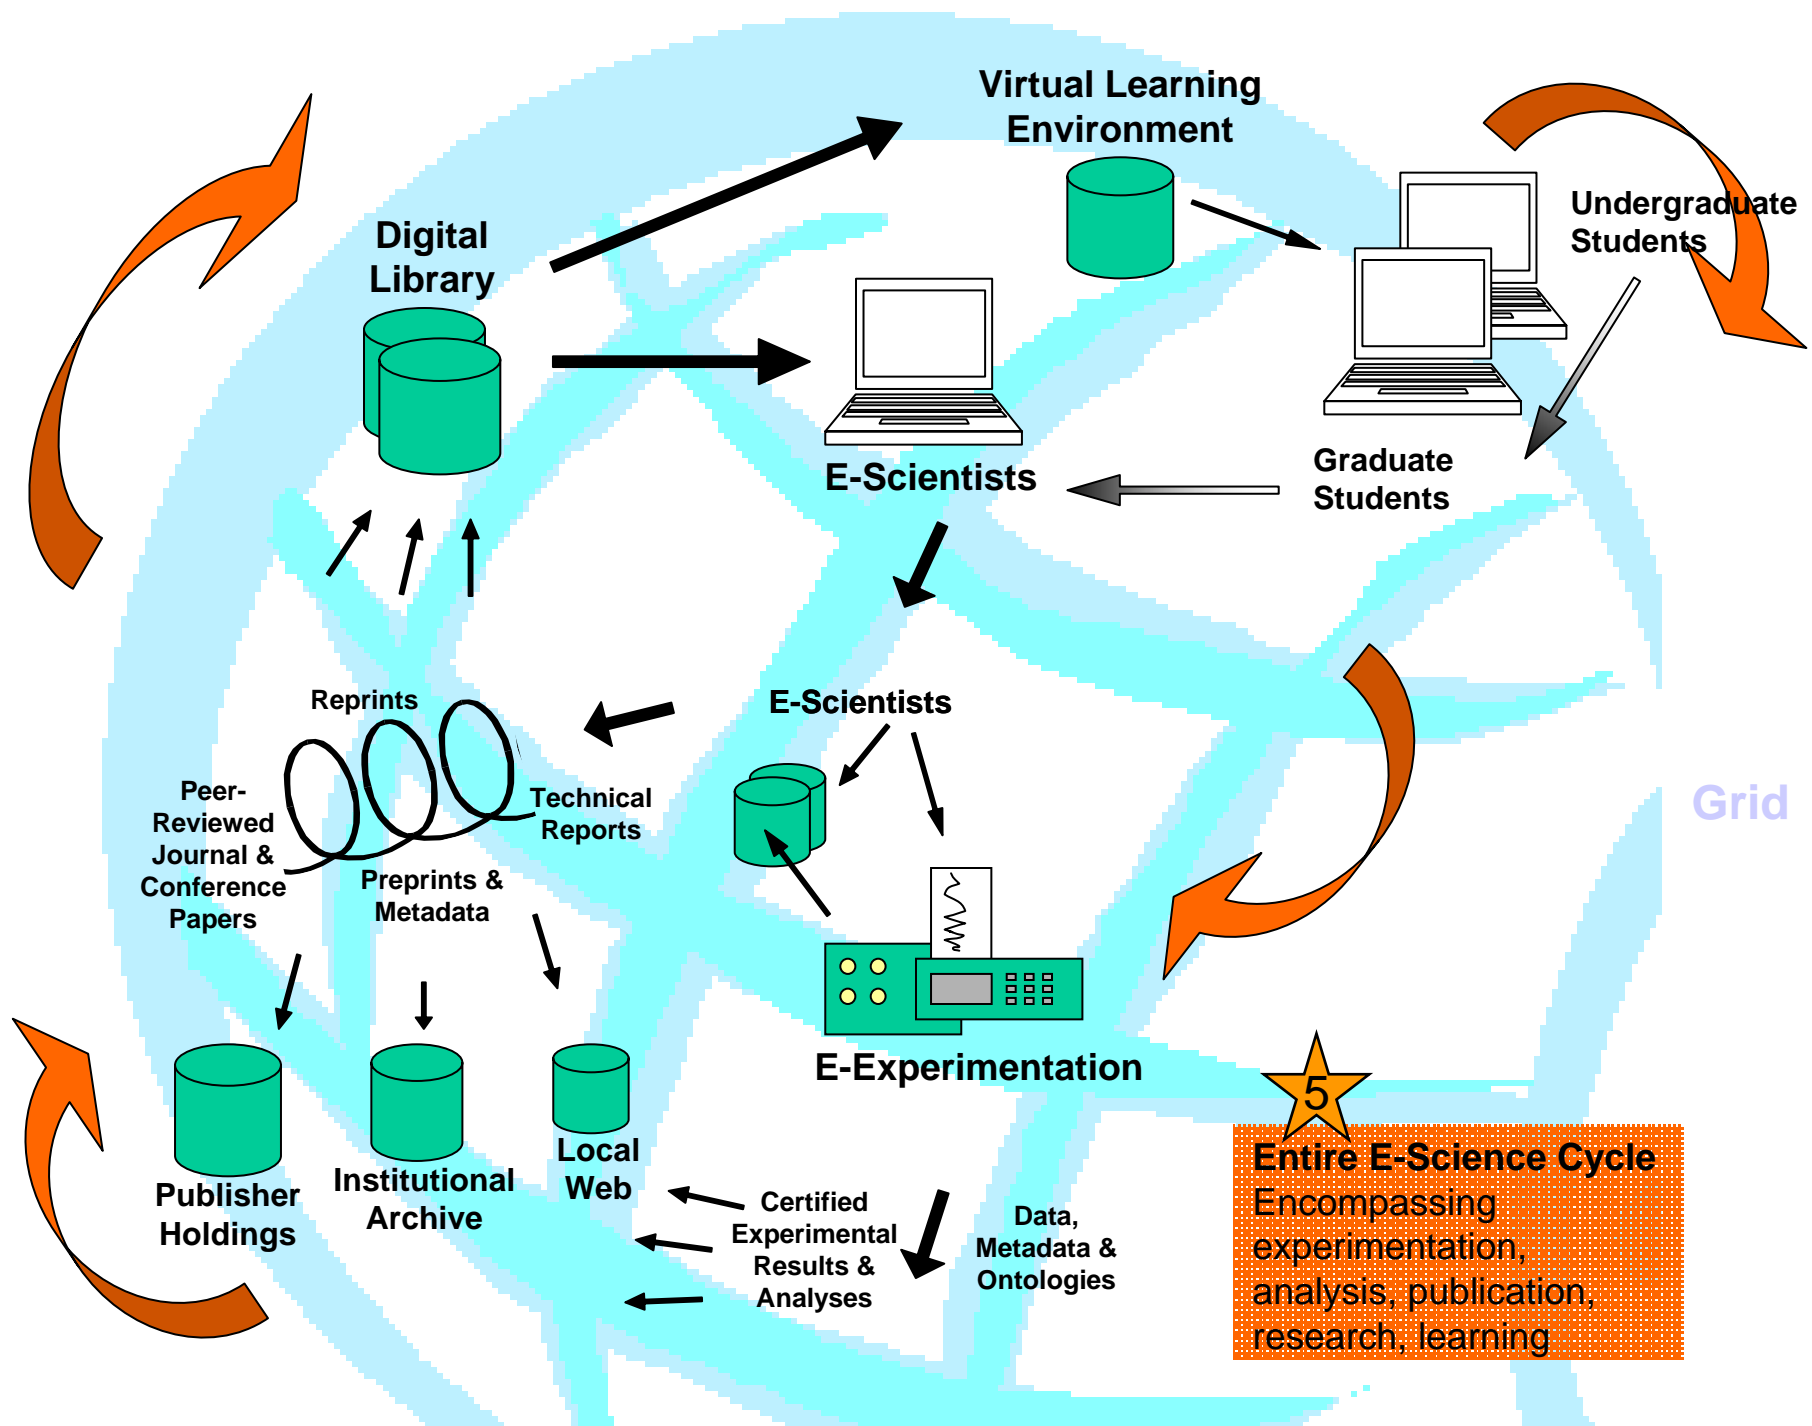 Virtual Learning
Environment
Undergraduate
Students
Digital
Library
E-Scientists
Graduate
Students
Reprints
E-Scientists
Peer-
Reviewed
Journal &
Conference
Papers
Technical
Reports
Preprints &
Metadata
Grid
E-Experimentation
5
Publisher
Holdings
Institutional
Archive
Local
Web
Certified
Experimental
Results &
Analyses
Data,
Metadata &
Ontologies
Entire E-Science Cycle
Encompassing
experimentation,
analysis, publication,
research, learning